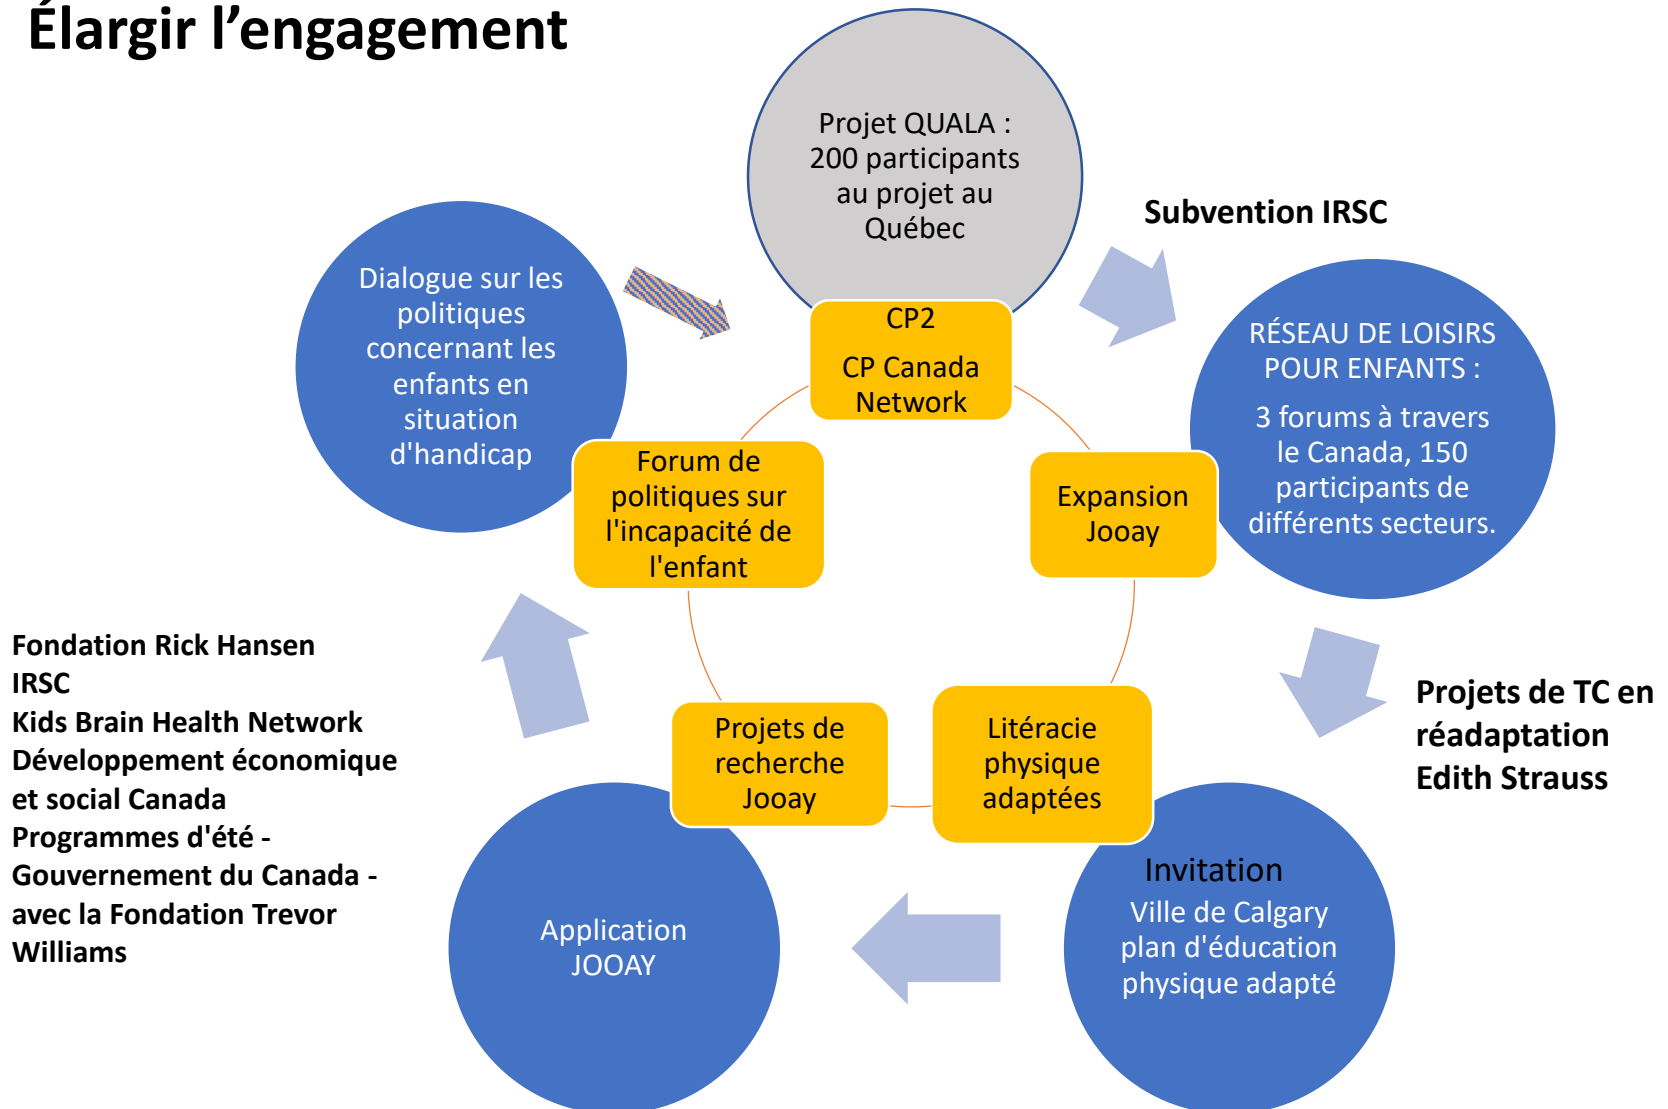 Élargir l’engagement
Projet QUALA :
200 participants
au projet au
Québec
CP2
CP Canada
Network
Subvention IRSC
RÉSEAU DE LOISIRS
POUR ENFANTS :
3 forums à travers
le Canada, 150
participants de
différents secteurs.
Expansion
Jooay
Projets de TC en
réadaptation
Edith Strauss
Litéracie
physique
adaptées
Invitation
Ville de Calgary
plan d'éducation
physique adapté
Projets de
recherche
Jooay
Application
JOOAY
Fondation Rick Hansen
IRSC
Kids Brain Health Network
Développement économique
et social Canada
Programmes d'été -
Gouvernement du Canada -
avec la Fondation Trevor
Williams
Dialogue sur les
politiques
concernant les
enfants en
situation
d'handicap
Forum de
politiques sur
l'incapacité de
l'enfant